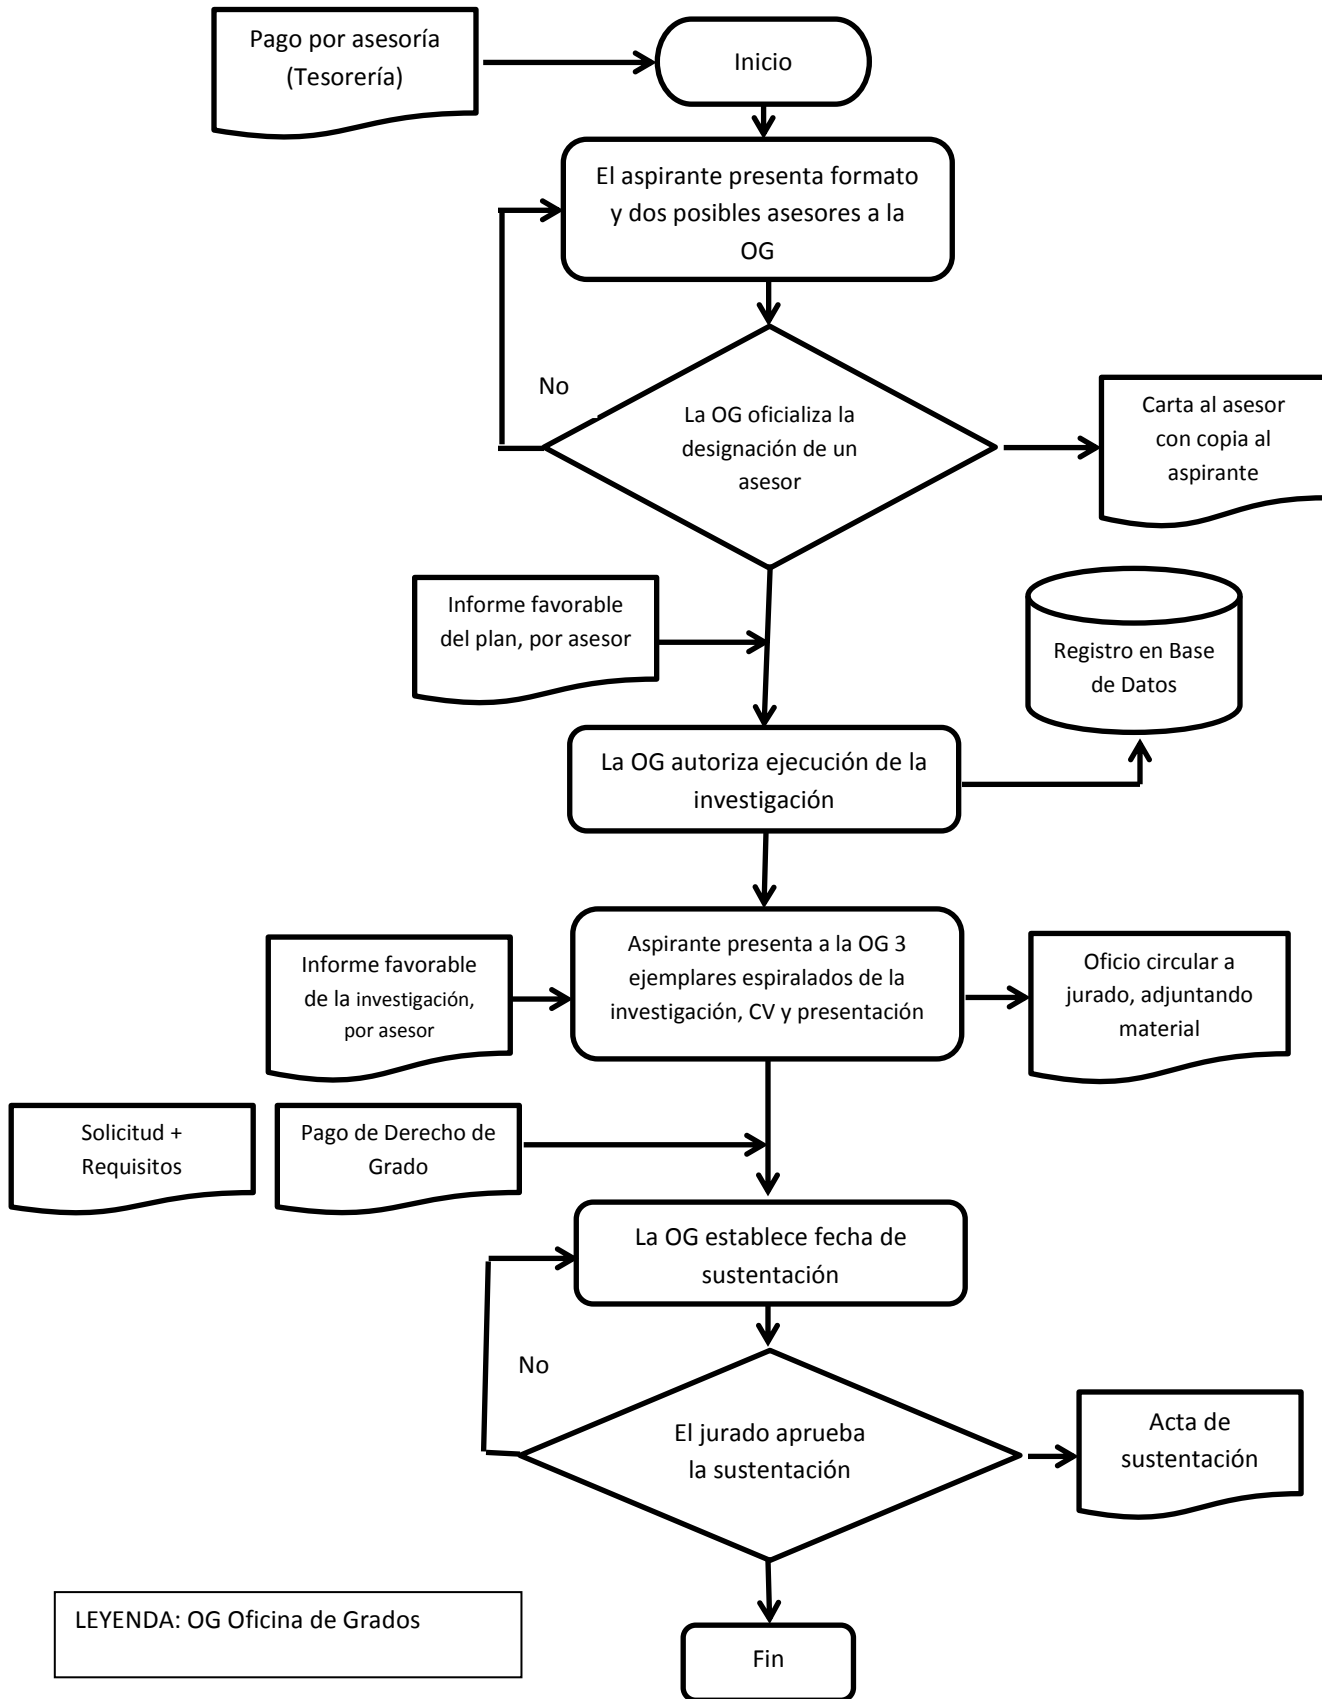 Pago por asesoría
(Tesorería)
Inicio
El aspirante presenta formato
y dos posibles asesores a la
OG
No
La OG oficializa la
designación de un
asesor
Carta al asesor
con copia al
aspirante
Informe favorable
del plan, por asesor
Registro en Base
de Datos
La OG autoriza ejecución de la
investigación
Informe favorable
de la investigación,
por asesor
Aspirante presenta a la OG 3
ejemplares espiralados de la
investigación, CV y presentación
Oficio circular a
jurado, adjuntando
material
Solicitud +
Requisitos
Pago de Derecho de
Grado
La OG establece fecha de
sustentación
No
El jurado aprueba
la sustentación
Acta de
sustentación
LEYENDA: OG Oficina de Grados
Fin